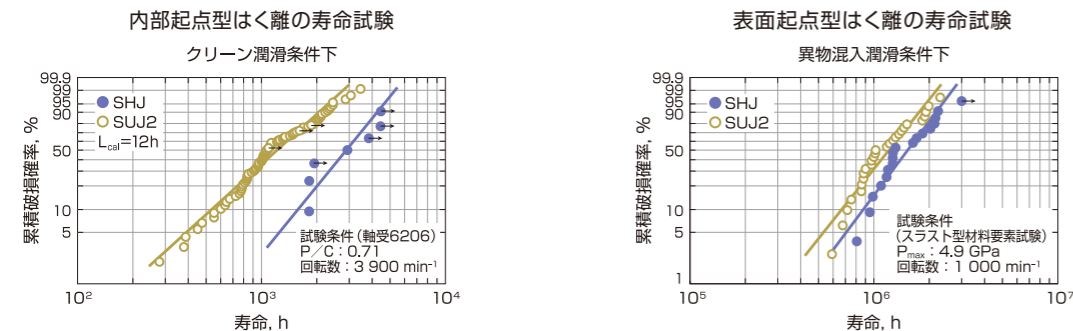 内部起点型はく離の寿命試験
クリーン潤滑条件下
累積破損確率, %
99.9
99
95
90
50
10
5
SHJ
SUJ2
Lcal=12h
試験条件（軸受6206）
P／C：0.71
回転数：3 900 min⁻¹
10²
10³
10⁴
寿命, h
表面起点型はく離の寿命試験
異物混入潤滑条件下
累積破損確率, %
99.9
99
95
90
50
10
5
1
SHJ
SUJ2
試験条件
（スラスト型材料要素試験）
Pmax：4.9 GPa
回転数：1 000 min⁻¹
10⁵
10⁶
10⁷
寿命, h